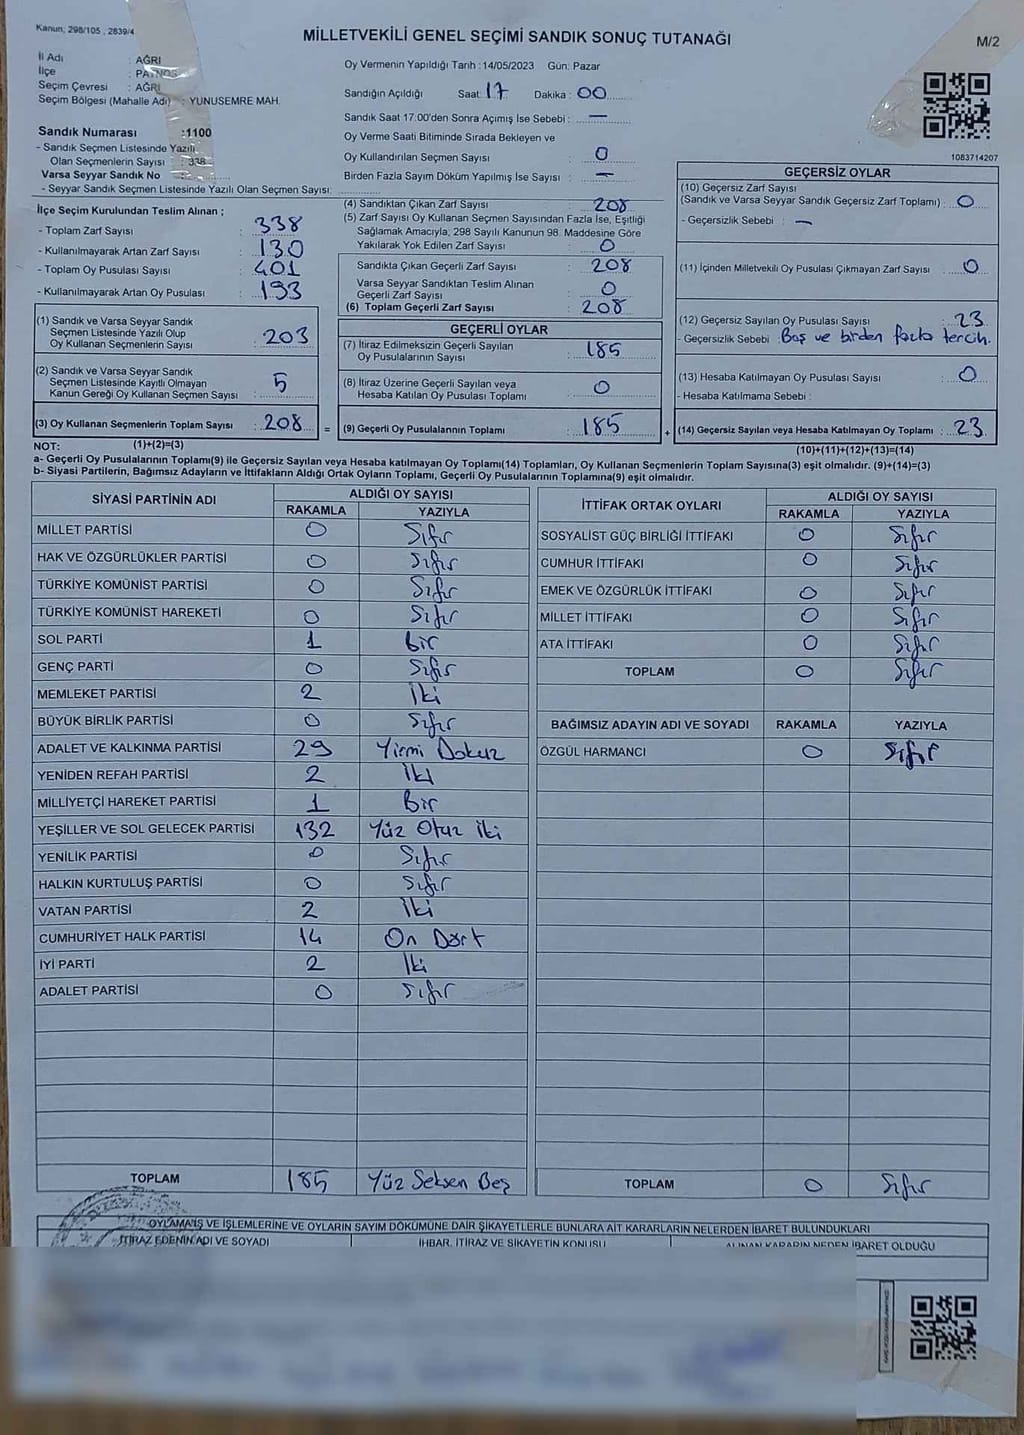 Kanun, 298/105, 2839/4
MİLLETVEKİLİ GENEL SEÇİMİ SANDIK SONUÇ TUTANAĞI
M/2
İl Adı : AĞRI
İlçe : PATNOS
Seçim Çevresi : AĞRI
Seçim Bölgesi (Mahalle Adı) : YUNUSEMRE MAH.
Sandık Numarası :1100
- Sandık Seçmen Listesinde Yazılı
Olan Seçmenlerin Sayısı : 338
Varsa Seyyar Sandık No :
- Seyyar Sandık Seçmen Listesinde Yazılı Olan Seçmen Sayısı:
Oy Vermenin Yapıldığı Tarih : 14/05/2023 Gün: Pazar
Sandığın Açıldığı Saat: 17 Dakika : 00
Sandık Saat 17.00'den Sonra Açımış İse Sebebi : —
Oy Verme Saati Bitiminde Sırada Bekleyen ve
Oy Kullandırılan Seçmen Sayısı : 0
Birden Fazla Sayım Döküm Yapılmış İse Sayısı : —
1083714207
İlçe Seçim Kurulundan Teslim Alınan ;
- Toplam Zarf Sayısı : 338
- Kullanılmayarak Artan Zarf Sayısı : 130
- Toplam Oy Pusulası Sayısı : 401
- Kullanılmayarak Artan Oy Pusulası : 193
(1) Sandık ve Varsa Seyyar Sandık
Seçmen Listesinde Yazılı Olup
Oy Kullanan Seçmenlerin Sayısı : 203
(2) Sandık ve Varsa Seyyar Sandık
Seçmen Listesinde Kayıtlı Olmayan
Kanun Gereği Oy Kullanan Seçmen Sayısı : 5
(3) Oy Kullanan Seçmenlerin Toplam Sayısı : 208 =
(1)+(2)=(3)
(4) Sandıktan Çıkan Zarf Sayısı : 208
(5) Zarf Sayısı Oy Kullanan Seçmen Sayısından Fazla İse, Eşitliği
Sağlamak Amacıyla, 298 Sayılı Kanunun 98. Maddesine Göre
Yakılarak Yok Edilen Zarf Sayısı : 0
Sandıkta Çıkan Geçerli Zarf Sayısı : 208
Varsa Seyyar Sandıktan Teslim Alınan
Geçerli Zarf Sayısı : 0
(6) Toplam Geçerli Zarf Sayısı : 208
GEÇERLİ OYLAR
(7) İtiraz Edilmeksizin Geçerli Sayılan
Oy Pusulalarının Sayısı : 185
(8) İtiraz Üzerine Geçerli Sayılan veya
Hesaba Katılan Oy Pusulası Toplamı : 0
(9) Geçerli Oy Pusulalarının Toplamı : 185 +
GEÇERSİZ OYLAR
(10) Geçersiz Zarf Sayısı
(Sandık ve Varsa Seyyar Sandık Geçersiz Zarf Toplamı) : 0
- Geçersizlik Sebebi : —
(11) İçinden Milletvekili Oy Pusulası Çıkmayan Zarf Sayısı : 0
(12) Geçersiz Sayılan Oy Pusulası Sayısı : 23
- Geçersizlik Sebebi : Boş ve birden fazla tercih.
(13) Hesaba Katılmayan Oy Pusulası Sayısı : 0
- Hesaba Katılmama Sebebi :
(14) Geçersiz Sayılan veya Hesaba Katılmayan Oy Toplamı : 23
(10)+(11)+(12)+(13)=(14)
NOT:
a- Geçerli Oy Pusulalarının Toplamı(9) ile Geçersiz Sayılan veya Hesaba katılmayan Oy Toplamı(14) Toplamları, Oy Kullanan Seçmenlerin Toplam Sayısına(3) eşit olmalıdır. (9)+(14)=(3)
b- Siyasi Partilerin, Bağımsız Adayların ve İttifakların Aldığı Ortak Oyların Toplamı, Geçerli Oy Pusulalarının Toplamına(9) eşit olmalıdır.
SİYASİ PARTİNİN ADI ALDIĞI OY SAYISI
RAKAMLA YAZIYLA
MİLLET PARTİSİ 0 Sıfır
HAK VE ÖZGÜRLÜKLER PARTİSİ 0 Sıfır
TÜRKİYE KOMÜNİST PARTİSİ 0 Sıfır
TÜRKİYE KOMÜNİST HAREKETİ 0 Sıfır
SOL PARTİ 1 Bir
GENÇ PARTİ 0 Sıfır
MEMLEKET PARTİSİ 2 İki
BÜYÜK BİRLİK PARTİSİ 0 Sıfır
ADALET VE KALKINMA PARTİSİ 29 Yirmi Dokuz
YENİDEN REFAH PARTİSİ 2 İki
MİLLİYETÇİ HAREKET PARTİSİ 1 Bir
YEŞİLLER VE SOL GELECEK PARTİSİ 132 Yüz Otuz İki
YENİLİK PARTİSİ 0 Sıfır
HALKIN KURTULUŞ PARTİSİ 0 Sıfır
VATAN PARTİSİ 2 İki
CUMHURİYET HALK PARTİSİ 14 On Dört
İYİ PARTİ 2 İki
ADALET PARTİSİ 0 Sıfır
TOPLAM 185 Yüz Seksen Beş
İTTİFAK ORTAK OYLARI ALDIĞI OY SAYISI
RAKAMLA YAZIYLA
SOSYALİST GÜÇ BİRLİĞİ İTTİFAKI 0 Sıfır
CUMHUR İTTİFAKI 0 Sıfır
EMEK VE ÖZGÜRLÜK İTTİFAKI 0 Sıfır
MİLLET İTTİFAKI 0 Sıfır
ATA İTTİFAKI 0 Sıfır
TOPLAM 0 Sıfır
BAĞIMSIZ ADAYIN ADI VE SOYADI RAKAMLA YAZIYLA
ÖZGÜL HARMANCI 0 Sıfır
TOPLAM 0 Sıfır
OYLAMA İŞ VE İŞLEMLERİNE VE OYLARIN SAYIM DÖKÜMÜNE DAİR ŞİKAYETLERLE BUNLARA AİT KARARLARIN NELERDEN İBARET BULUNDUKLARI
İTİRAZ EDENİN ADI VE SOYADI İHBAR, İTİRAZ VE ŞİKAYETİN KONUSU ALINAN KARARIN NEDEN İBARET OLDUĞU